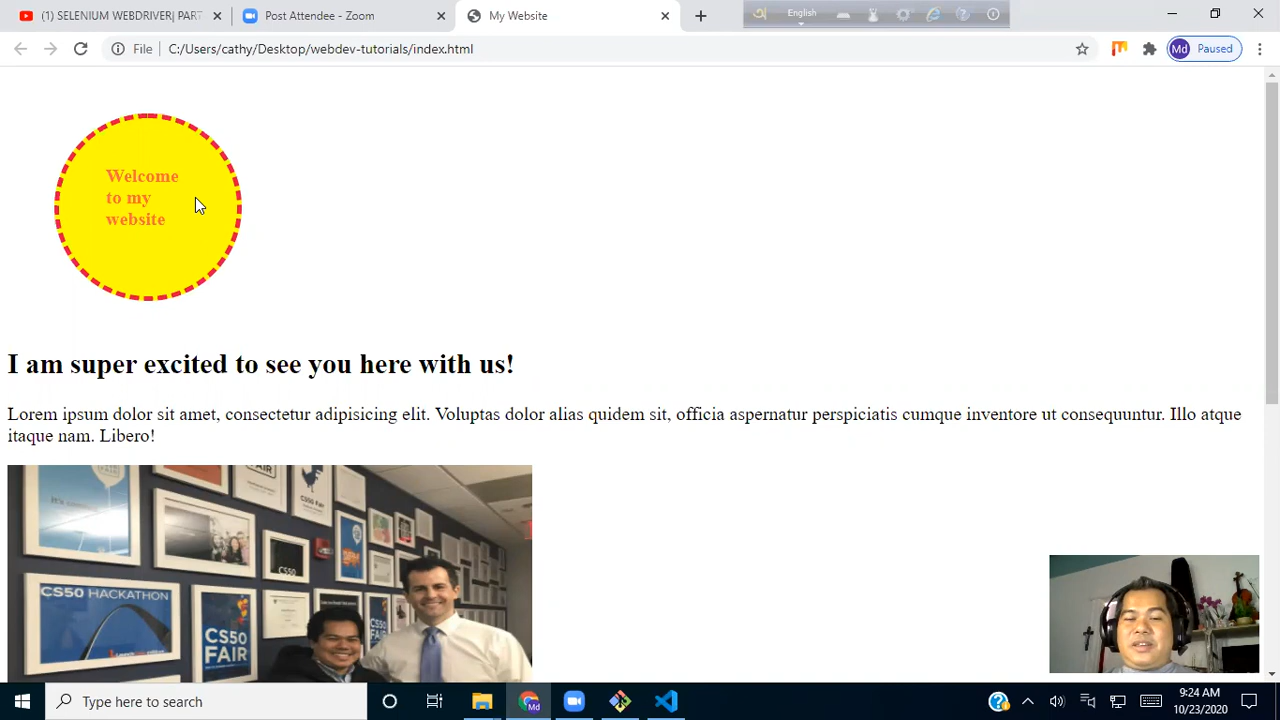 (1) SELENIUM WEBDRIVER| PART
Post Attendee - Zoom
My Website
English
File
C:/Users/cathy/Desktop/webdev-tutorials/index.html
Md
Paused
Welcome
to my
website
I am super excited to see you here with us!
Lorem ipsum dolor sit amet, consectetur adipisicing elit. Voluptas dolor alias quidem sit, officia aspernatur perspiciatis cumque inventore ut consequuntur. Illo atque
itaque nam. Libero!
FAIR
CS50 Fair
CS50
CS50 HACKATHON
CS50
FAIR
Type here to search
Md
9:24 AM
10/23/2020